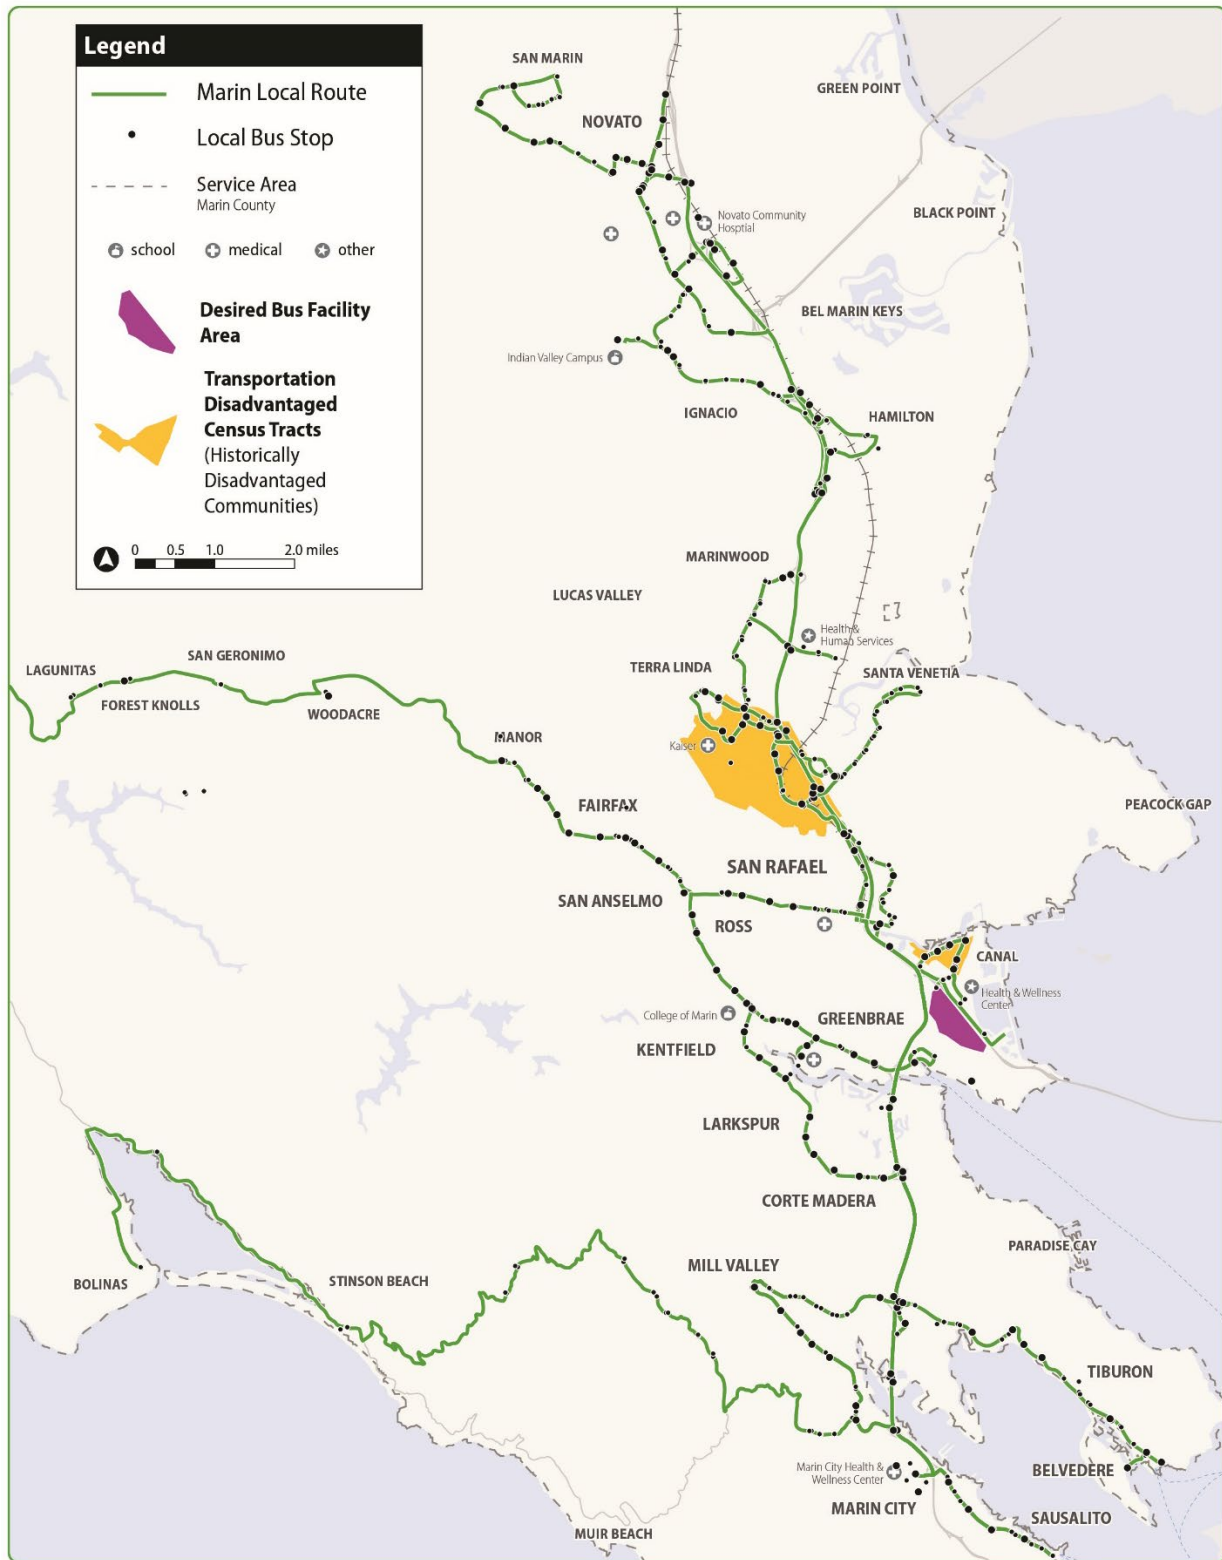 Legend
Marin Local Route
Local Bus Stop
Service Area
Marin County
school
medical
other
Desired Bus Facility
Area
Transportation
Disadvantaged
Census Tracts
(Historically
Disadvantaged
Communities)
0 0.5 1.0 2.0 miles
SAN MARIN
GREEN POINT
NOVATO
BLACK POINT
Novato Community
Hosptial
BEL MARIN KEYS
Indian Valley Campus
IGNACIO
HAMILTON
MARINWOOD
LUCAS VALLEY
Health &
Human Services
SAN GERONIMO
LAGUNITAS
TERRA LINDA
SANTA VENETIA
FOREST KNOLLS
WOODACRE
MANOR
Kaiser
FAIRFAX
PEACOCK GAP
SAN RAFAEL
SAN ANSELMO
ROSS
CANAL
Health & Wellness
Center
College of Marin
GREENBRAE
KENTFIELD
LARKSPUR
CORTE MADERA
PARADISE CAY
MILL VALLEY
BOLINAS
STINSON BEACH
TIBURON
Marin City Health &
Wellness Center
BELVEDERE
MARIN CITY
SAUSALITO
MUIR BEACH